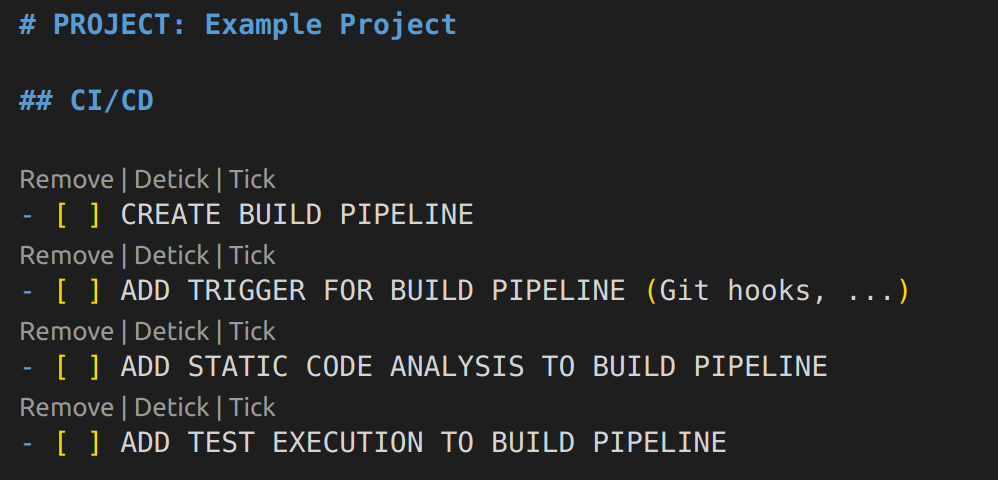 # PROJECT: Example Project
## CI/CD
Remove | Detick | Tick
- [ ] CREATE BUILD PIPELINE
Remove | Detick | Tick
- [ ] ADD TRIGGER FOR BUILD PIPELINE (Git hooks, ...)
Remove | Detick | Tick
- [ ] ADD STATIC CODE ANALYSIS TO BUILD PIPELINE
Remove | Detick | Tick
- [ ] ADD TEST EXECUTION TO BUILD PIPELINE